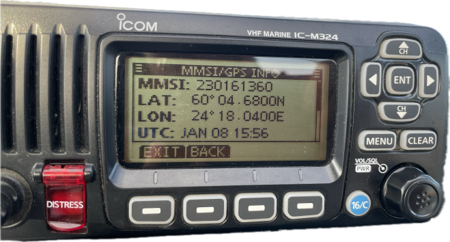 ICOM
VHF MARINE IC-M324
MMSI/GPS INFO
MMSI: 230161360
LAT: 60°04.6800N
LON: 24°18.0400E
UTC: JAN 08 15:56
EXIT BACK
CH
ENT
CH
MENU CLEAR
VOL/SQL
PWR
DISTRESS
16/C